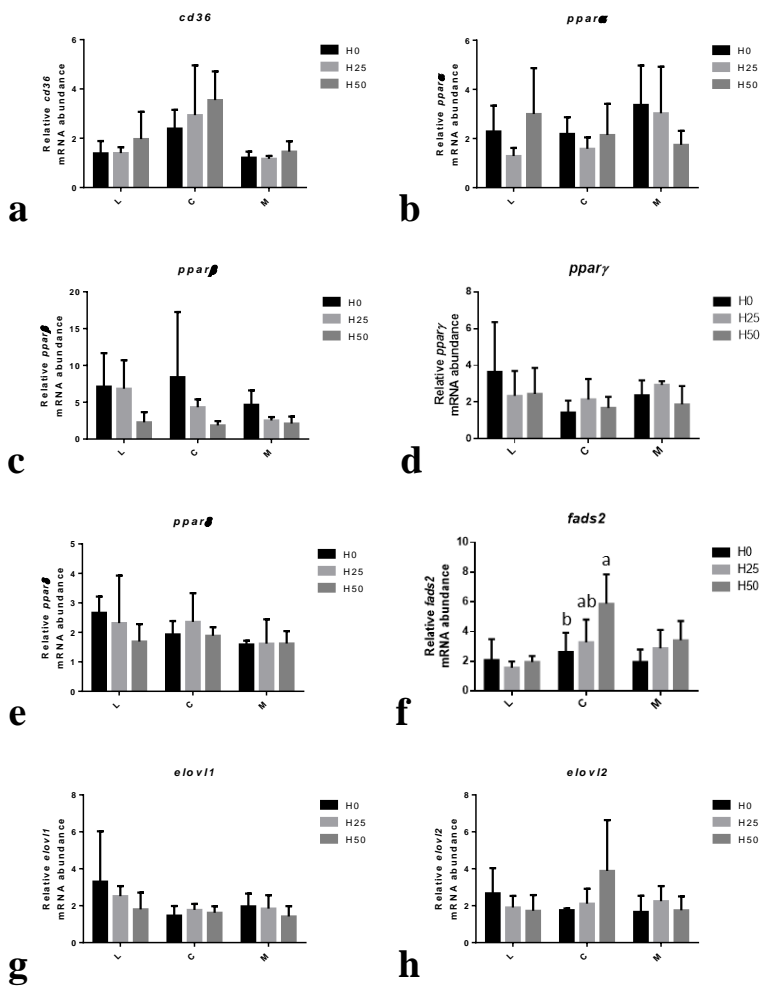 cd36
Relative cd36
mRNA abundance
6
4
2
0
L
C
M
H0
H25
H50
a
pparα
Relative pparα
mRNA abundance
6
4
2
0
L
C
M
H0
H25
H50
b
pparβ
Relative pparβ
mRNA abundance
20
15
10
5
0
L
C
M
H0
H25
H50
c
pparγ
Relative pparγ
mRNA abundance
8
6
4
2
0
L
C
M
H0
H25
H50
d
Relative
mRNA abundance
5
4
3
2
1
0
L
C
M
H0
H25
H50
e
fads2
Relative fads2
mRNA abundance
10
8
6
4
2
0
b
ab
a
L
C
M
H0
H25
H50
f
elovl1
Relative elovl1
mRNA abundance
8
6
4
2
0
L
C
M
H0
H25
H50
g
elovl2
Relative elovl2
mRNA abundance
8
6
4
2
0
L
C
M
H0
H25
H50
h